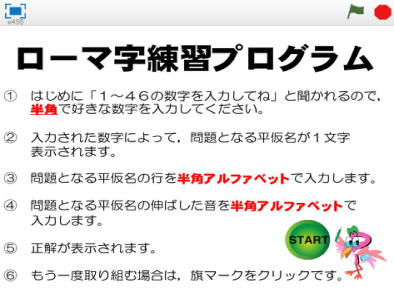 v456
ローマ字練習プログラム
① はじめに「１～４６の数字を入力してね」と聞かれるので，
半角で好きな数字を入力してください。
② 入力された数字によって，問題となる平仮名が１文字
表示されます。
③ 問題となる平仮名の行を半角アルファベットで入力します。
④ 問題となる平仮名の伸ばした音を半角アルファベットで
入力します。
START
⑤ 正解が表示されます。
⑥ もう一度取り組む場合は，旗マークをクリックです。